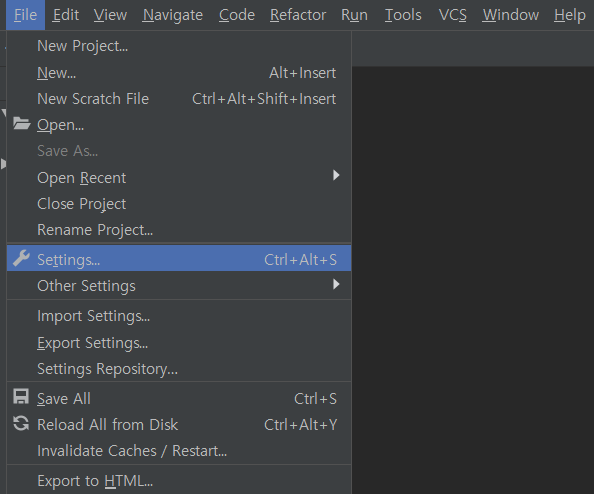 File Edit View Navigate Code Refactor Run Tools VCS Window Help
New Project...
New... Alt+Insert
New Scratch File Ctrl+Alt+Shift+Insert
Open...
Save As...
Open Recent
Close Project
Rename Project...
Settings... Ctrl+Alt+S
Other Settings
Import Settings...
Export Settings...
Settings Repository...
Save All Ctrl+S
Reload All from Disk Ctrl+Alt+Y
Invalidate Caches / Restart...
Export to HTML...